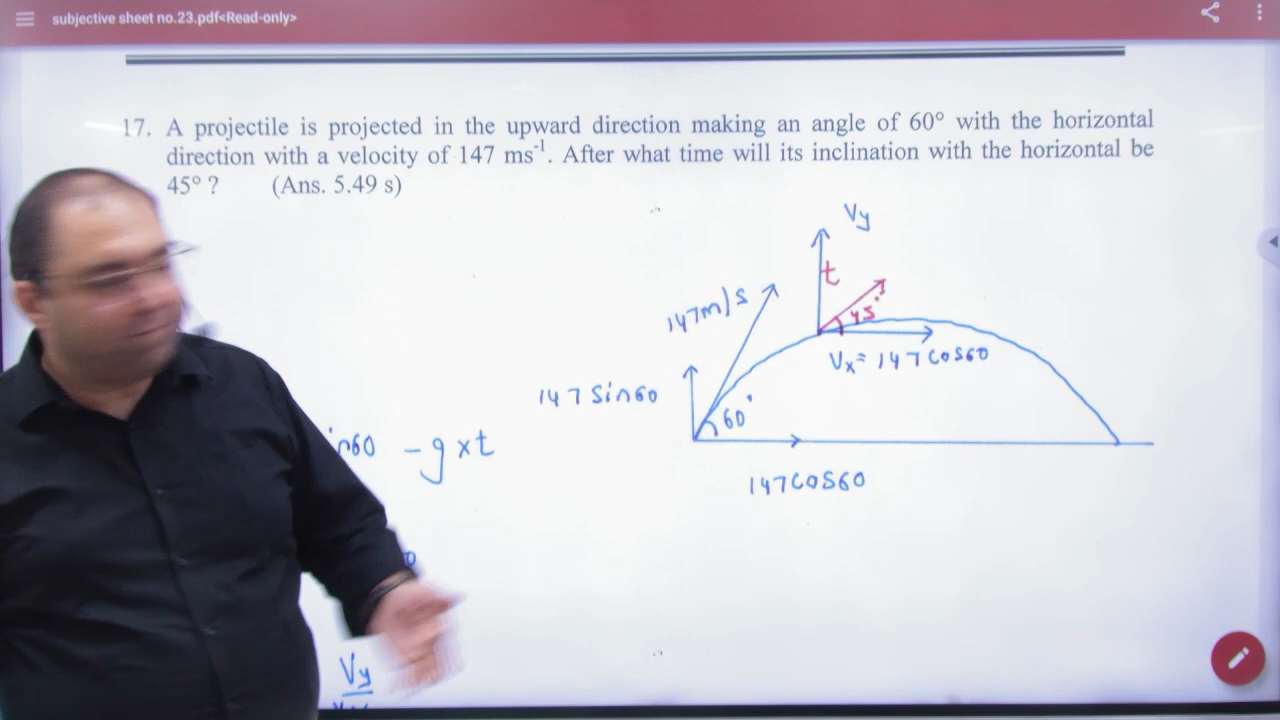 subjective sheet no.23.pdf<Read-only>
17. A projectile is projected in the upward direction making an angle of 60° with the horizontal
direction with a velocity of 147 ms⁻¹. After what time will its inclination with the horizontal be
45° ? (Ans. 5.49 s)
Vy
t
147m/s
45°
Vx = 147cos60
147 Sin60
60°
in60 - g x t
147cos60
Vy